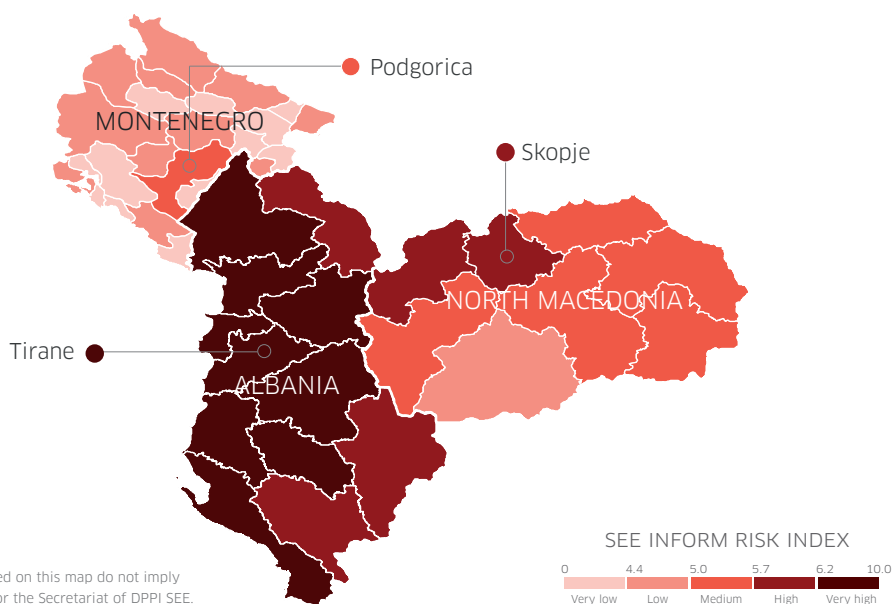 Podgorica
MONTENEGRO
Skopje
NORTH MACEDONIA
Tirane
ALBANIA
SEE INFORM RISK INDEX
0 4.4 5.0 5.7 6.2 10.0
Very low Low Medium High Very high
ed on this map do not imply
or the Secretariat of DPPI SEE.